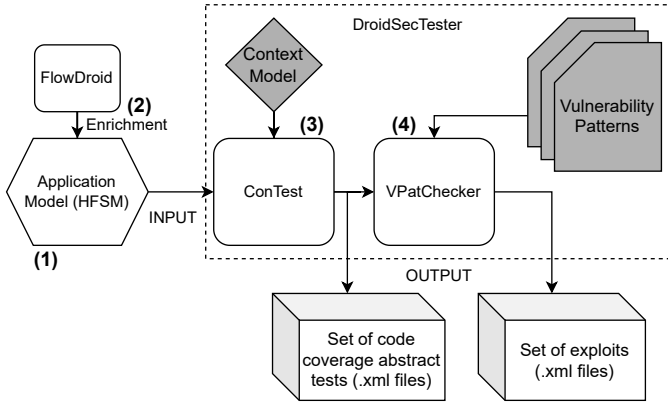 DroidSecTester
FlowDroid
Context
Model
Vulnerability
Patterns
(2)
Enrichment
(3)
(4)
Application
Model (HFSM)
(1)
INPUT
ConTest
VPatChecker
OUTPUT
Set of code
coverage abstract
tests (.xml files)
Set of exploits
(.xml files)